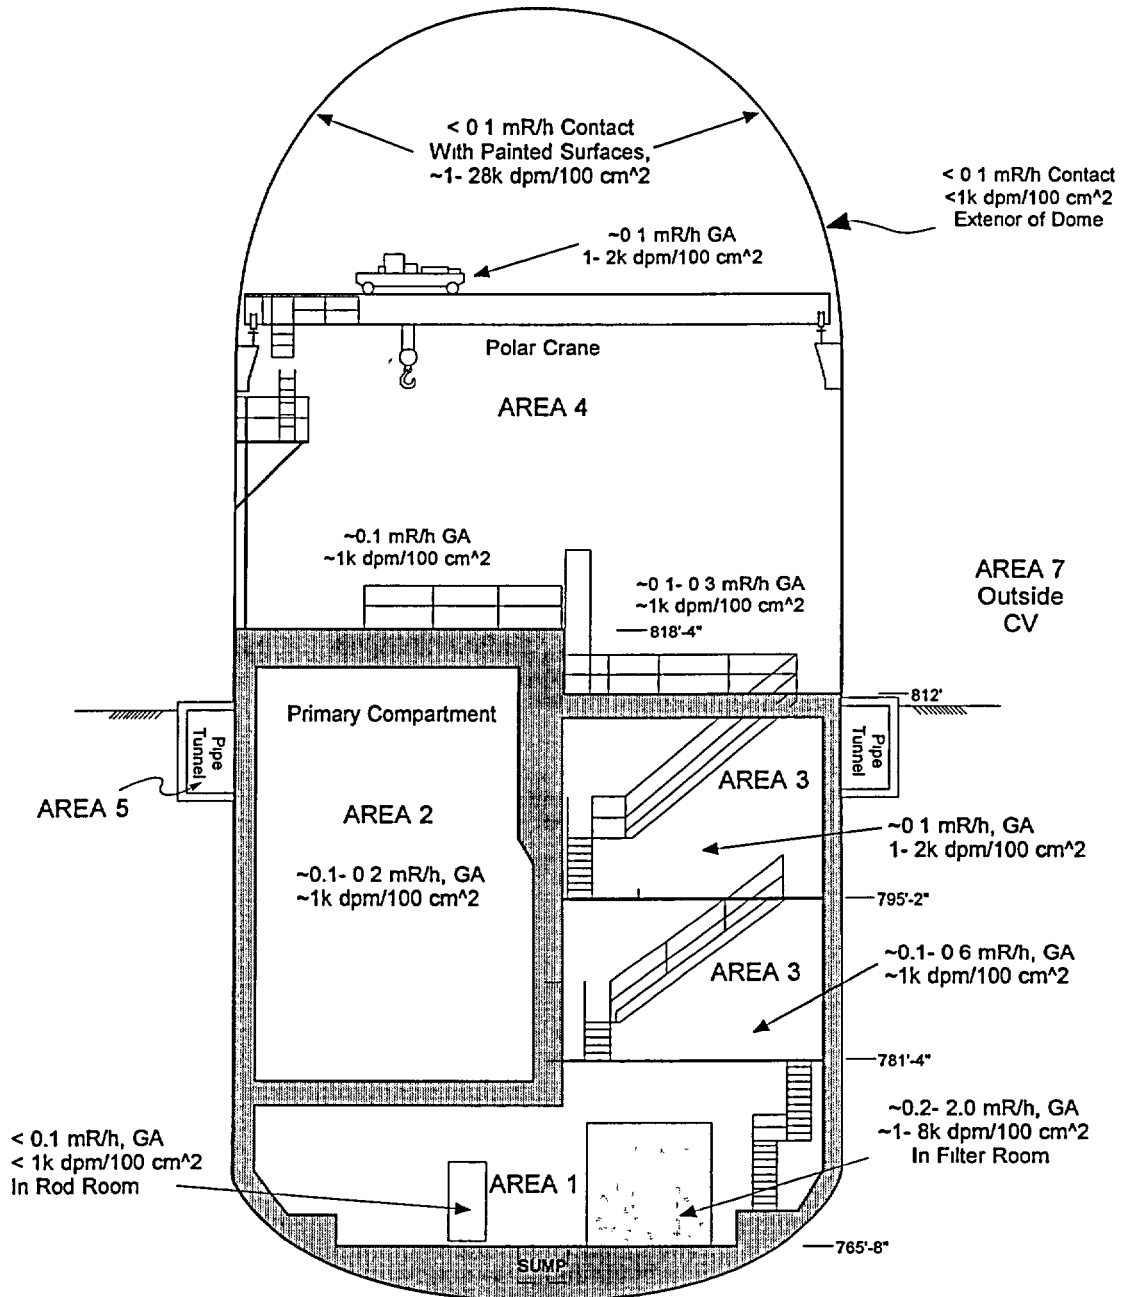 < 0 1 mR/h Contact
With Painted Surfaces,
~1- 28k dpm/100 cm^2
< 0 1 mR/h Contact
<1k dpm/100 cm^2
Exterior of Dome
~0 1 mR/h GA
1- 2k dpm/100 cm^2
Polar Crane
AREA 4
~0.1 mR/h GA
~1k dpm/100 cm^2
~0 1- 0 3 mR/h GA
~1k dpm/100 cm^2
818'-4"
AREA 7
Outside
CV
812'
Primary Compartment
Pipe
Tunnel
Pipe
Tunnel
AREA 3
AREA 5
AREA 2
~0.1- 0 2 mR/h, GA
~1k dpm/100 cm^2
~0 1 mR/h, GA
1- 2k dpm/100 cm^2
795'-2"
AREA 3
~0.1- 0 6 mR/h, GA
~1k dpm/100 cm^2
781'-4"
~0.2- 2.0 mR/h, GA
~1- 8k dpm/100 cm^2
In Filter Room
< 0.1 mR/h, GA
< 1k dpm/100 cm^2
In Rod Room
AREA 1
765'-8"
SUMP